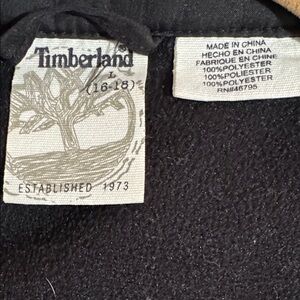 Timberland
L
(16-18)
ESTABLISHED 1973
MADE IN CHINA
HECHO EN CHINA
FABRIQUE EN CHINE
100%POLYESTER
100%POLIESTER
100%POLYESTER
RN#46795